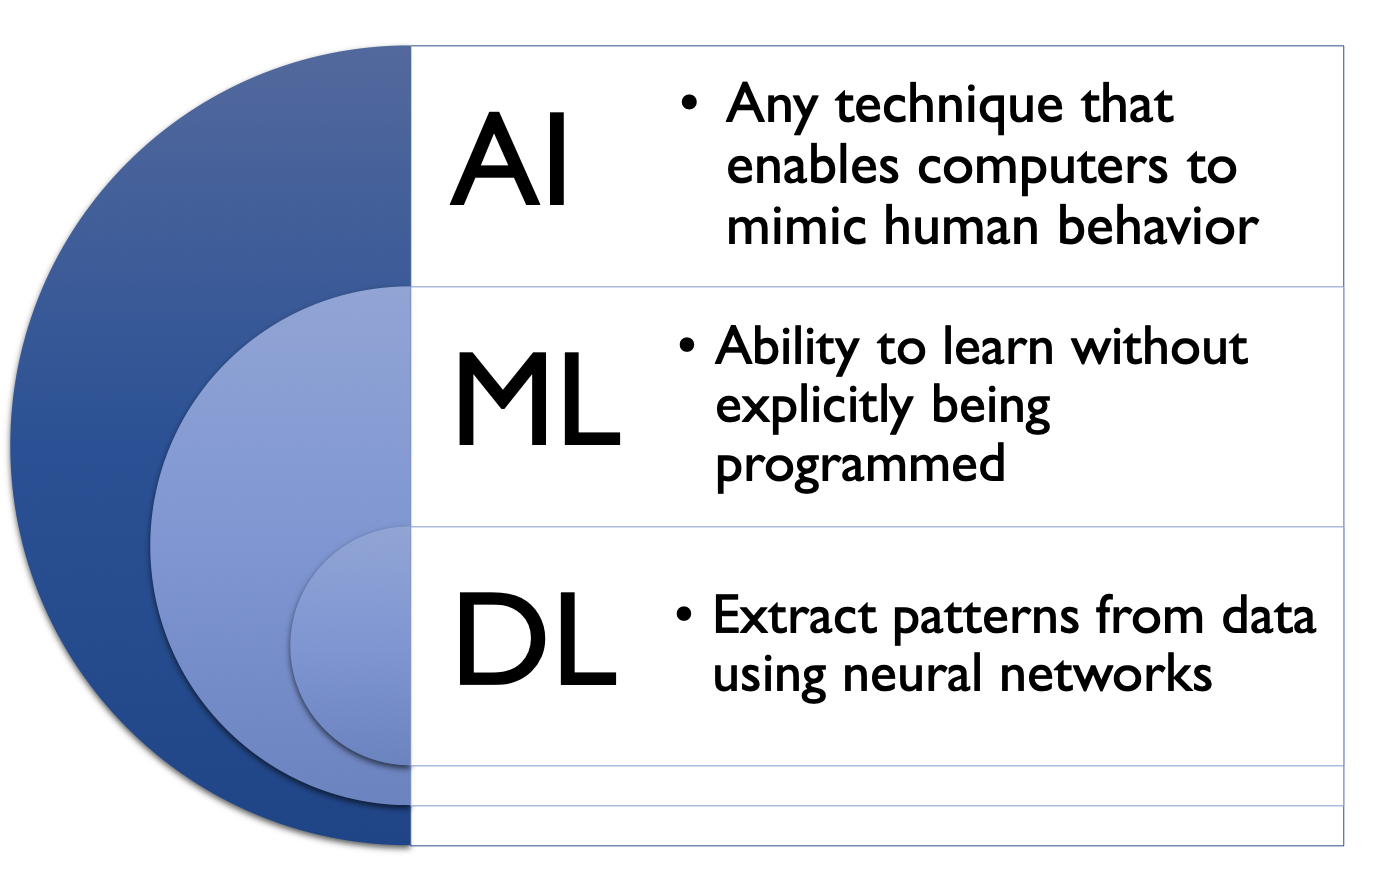 AI
• Any technique that
enables computers to
mimic human behavior
ML
• Ability to learn without
explicitly being
programmed
DL
• Extract patterns from data
using neural networks